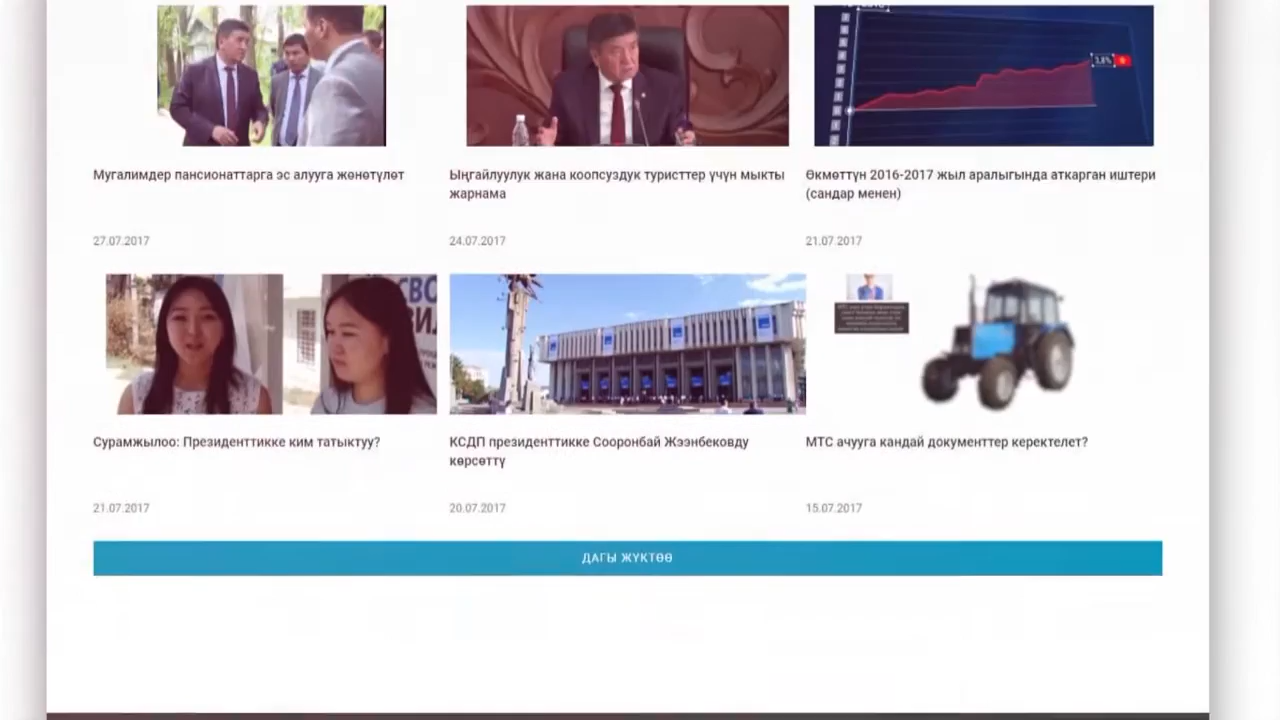 3,8%
Мугалимдер пансионаттарга эс алууга жөнөтүлөт
Ыңгайлуулук жана коопсуздук туристтер үчүн мыкты
жарнама
Өкмөттүн 2016-2017 жыл аралыгында аткарган иштери
(сандар менен)
27.07.2017
24.07.2017
21.07.2017
Сурамжылоо: Президенттикке ким татыктуу?
КСДП президенттикке Сооронбай Жээнбековду
көрсөттү
МТС ачууга кандай документтер керектелет?
21.07.2017
20.07.2017
15.07.2017
ДАГЫ ЖҮКТӨӨ